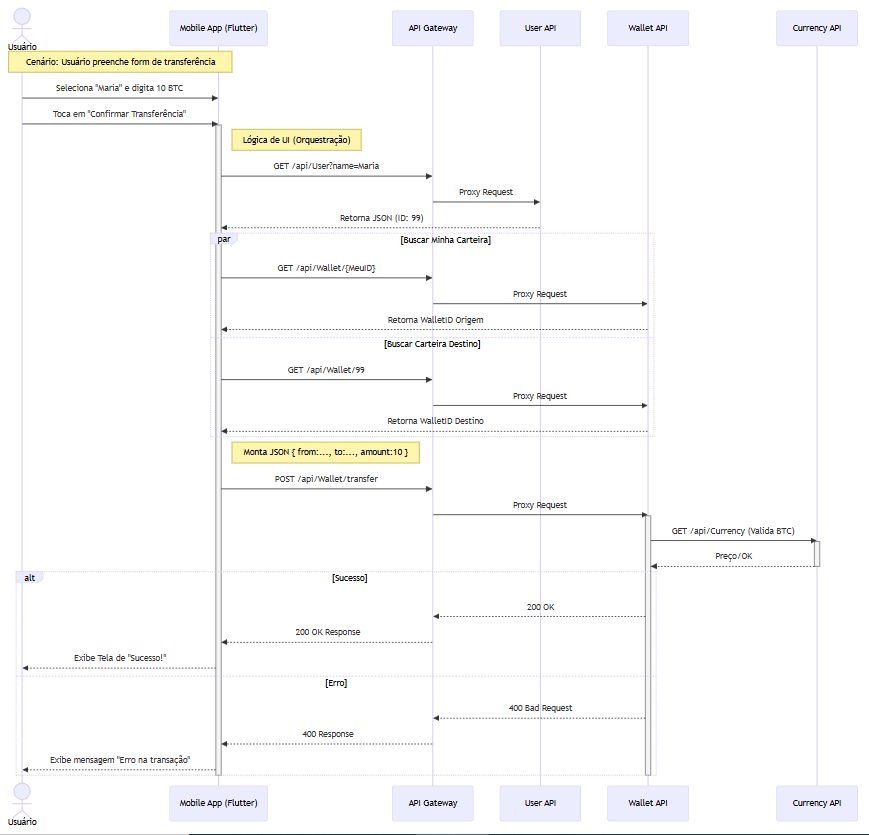 Usuário
Mobile App (Flutter)
API Gateway
User API
Wallet API
Currency API
Cenário: Usuário preenche form de transferência
Seleciona "Maria" e digita 10 BTC
Toca em "Confirmar Transferência"
Lógica de UI (Orquestração)
GET /api/User?name=Maria
Proxy Request
Retorna JSON (ID: 99)
par
[Buscar Minha Carteira]
GET /api/Wallet/{MeuID}
Proxy Request
Retorna WalletID Origem
[Buscar Carteira Destino]
GET /api/Wallet/99
Proxy Request
Retorna WalletID Destino
Monta JSON { from:..., to:..., amount:10 }
POST /api/Wallet/transfer
Proxy Request
GET /api/Currency (Valida BTC)
Preço/OK
alt
[Sucesso]
200 OK
200 OK Response
Exibe Tela de "Sucesso!"
[Erro]
400 Bad Request
400 Response
Exibe mensagem "Erro na transação"
Usuário
Mobile App (Flutter)
API Gateway
User API
Wallet API
Currency API